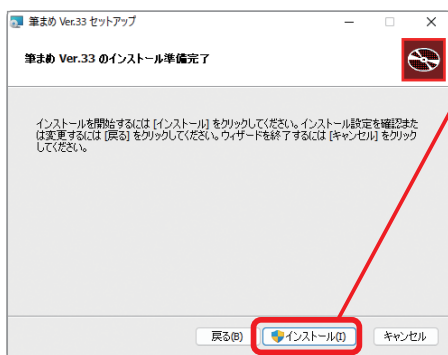 筆まめ Ver.33 セットアップ
筆まめ Ver.33 のインストール準備完了
インストールを開始するには [インストール] をクリックしてください。インストール設定を確認また
は変更するには [戻る] をクリックしてください。ウィザードを終了するには [キャンセル] をクリック
してください。
戻る(B) インストール(I) キャンセル